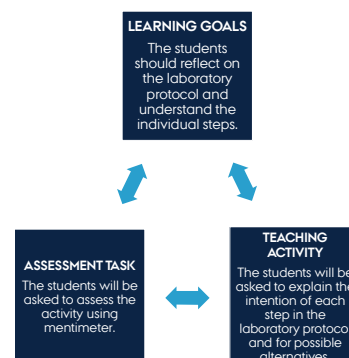 LEARNING GOALS
The students
should reflect on
the laboratory
protocol and
understand the
individual steps.
ASSESSMENT TASK
The students will be
asked to assess the
activity using
mentimeter.
TEACHING
ACTIVITY
The students will be
asked to explain the
intention of each
step in the
laboratory protocol
and for possible
alternatives